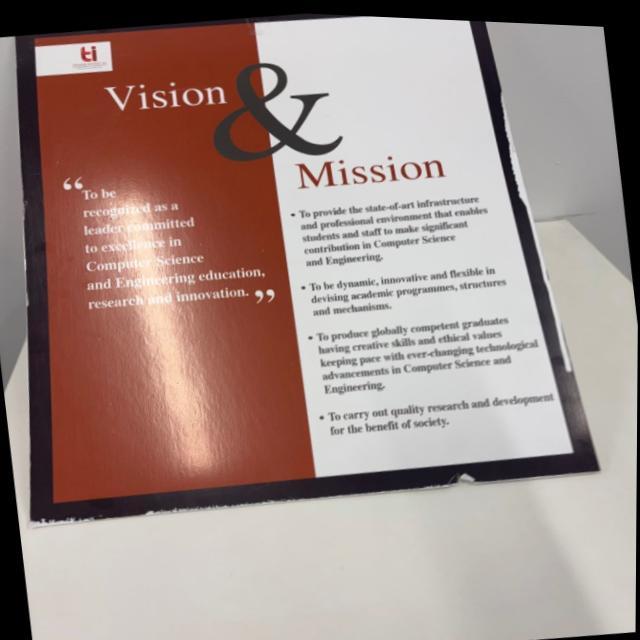 ti
Vision
&
Mission
“ To be
recognized as a
leader committed
to excellence in
Computer Science
and Engineering education,
research and innovation. ”
• To provide the state-of-art infrastructure
and professional environment that enables
students and staff to make significant
contribution in Computer Science
and Engineering.
• To be dynamic, innovative and flexible in
devising academic programmes, structures
and mechanisms.
• To produce globally competent graduates
having creative skills and ethical values
keeping pace with ever-changing technological
advancements in Computer Science and
Engineering.
• To carry out quality research and development
for the benefit of society.